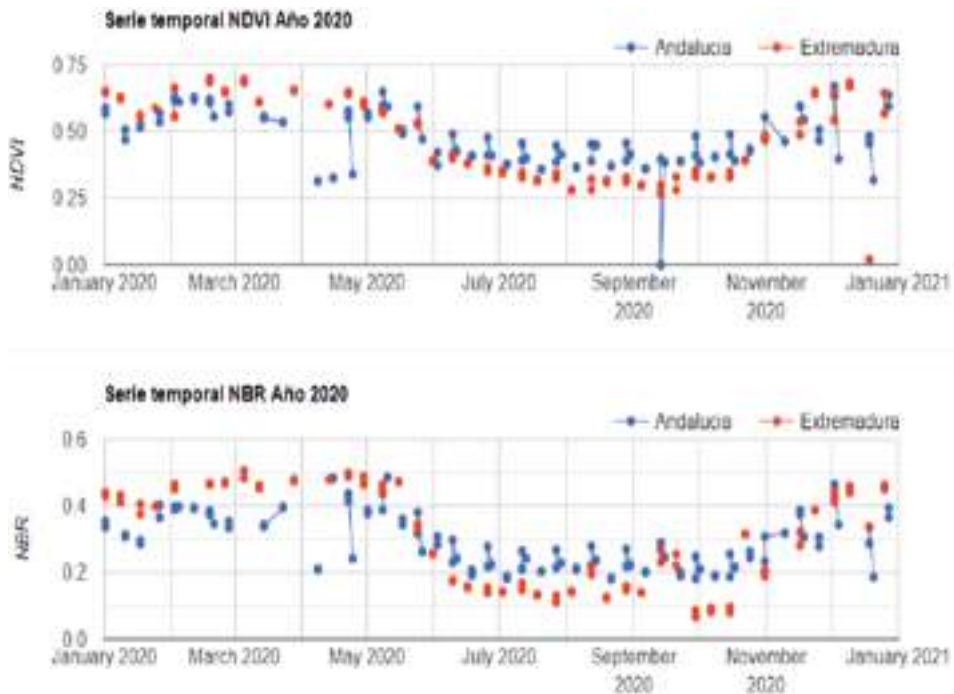 Serie temporal NDVI Año 2020
Andalucia
Extremadura
0.75
0.50
0.25
0.00
NDVI
January 2020
March 2020
May 2020
July 2020
September
2020
November
2020
January 2021
Serie temporal NBR Año 2020
Andalucia
Extremadura
0.6
0.4
0.2
0.0
NBR
January 2020
March 2020
May 2020
July 2020
September
2020
November
2020
January 2021